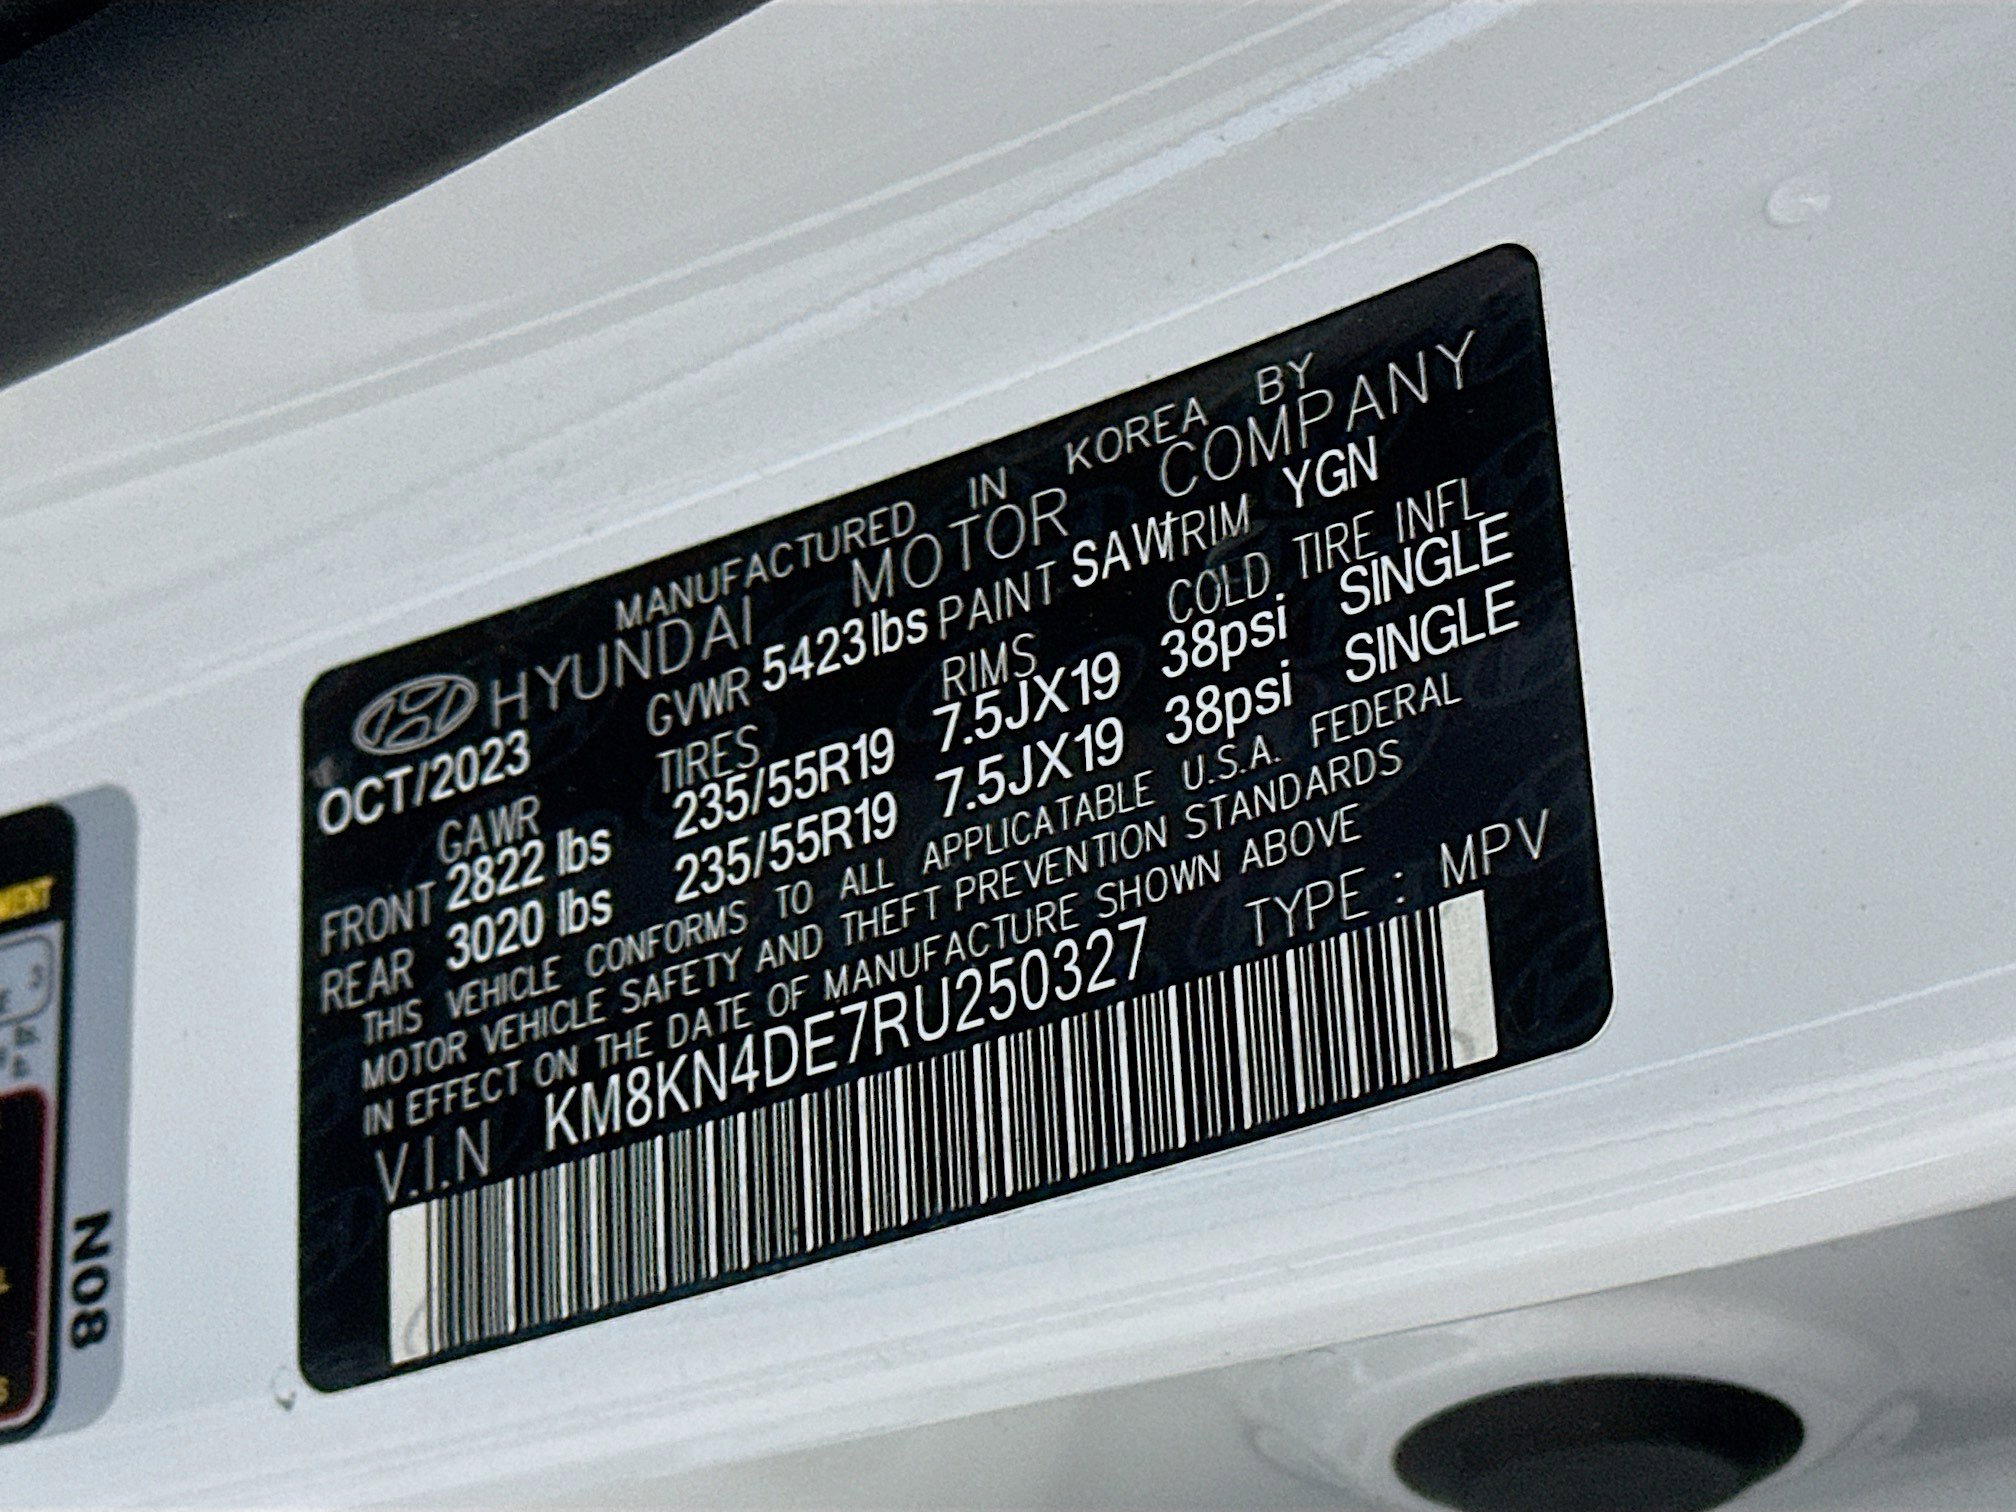 MANUFACTURED IN KOREA BY
HYUNDAI MOTOR COMPANY
OCT/2023 GVWR 5423lbs PAINT SAW TRIM YGN
GAWR TIRES RIMS COLD TIRE INFL
FRONT 2822 lbs 235/55R19 7.5JX19 38psi SINGLE
REAR 3020 lbs 235/55R19 7.5JX19 38psi SINGLE
THIS VEHICLE CONFORMS TO ALL APPLICATABLE U.S.A. FEDERAL
MOTOR VEHICLE SAFETY AND THEFT PREVENTION STANDARDS
IN EFFECT ON THE DATE OF MANUFACTURE SHOWN ABOVE
V.I.N KM8KN4DE7RU250327 TYPE : MPV
N08